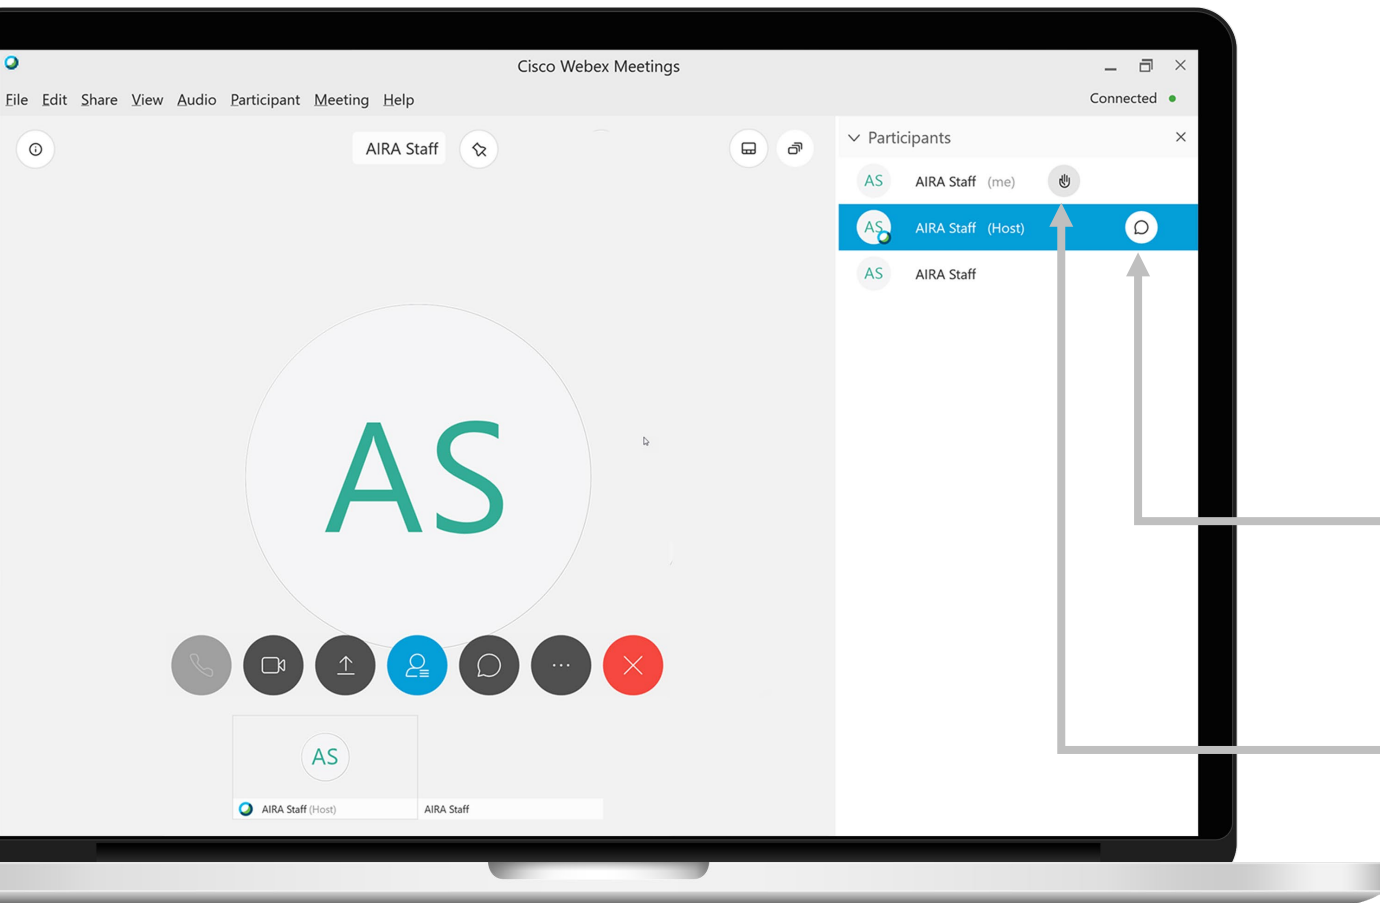 Cisco Webex Meetings
File Edit Share View Audio Participant Meeting Help
Connected
AIRA Staff
Participants
AS AIRA Staff (me)
AS AIRA Staff (Host)
AS AIRA Staff
AS
AS
AIRA Staff (Host)
AIRA Staff